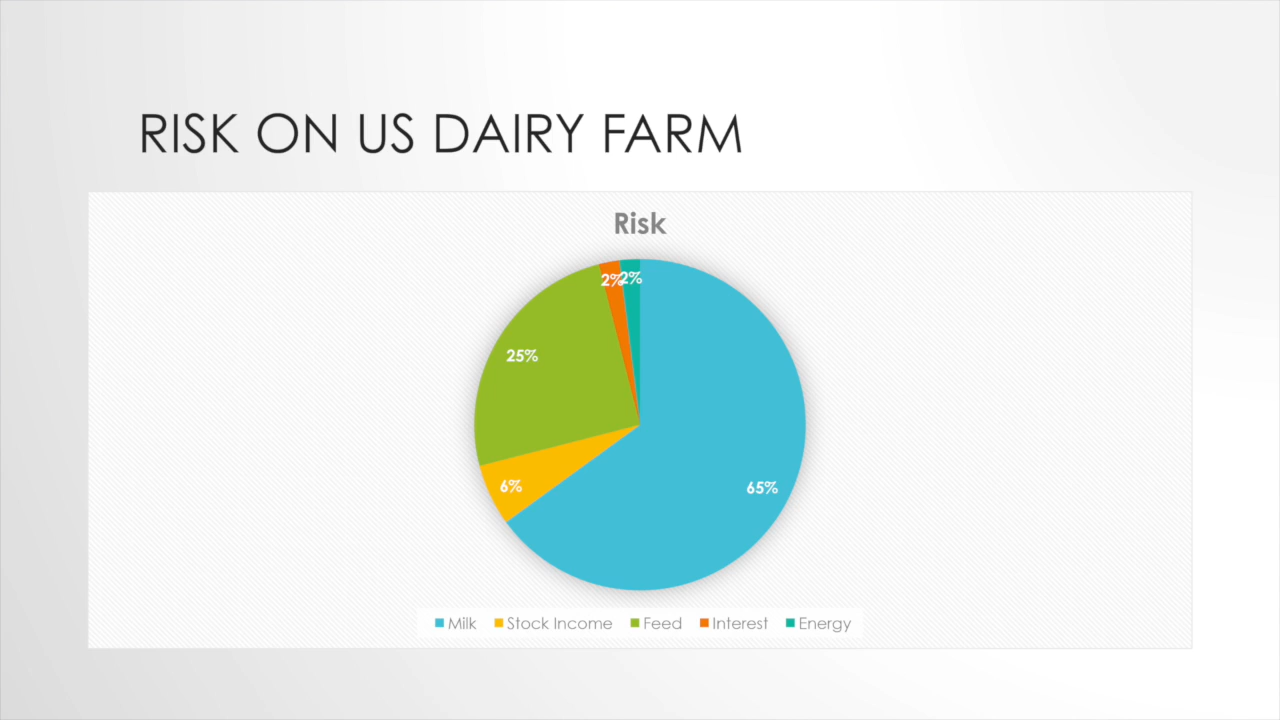 RISK ON US DAIRY FARM
Risk
2% 2%
25%
6%
65%
Milk Stock Income Feed Interest Energy